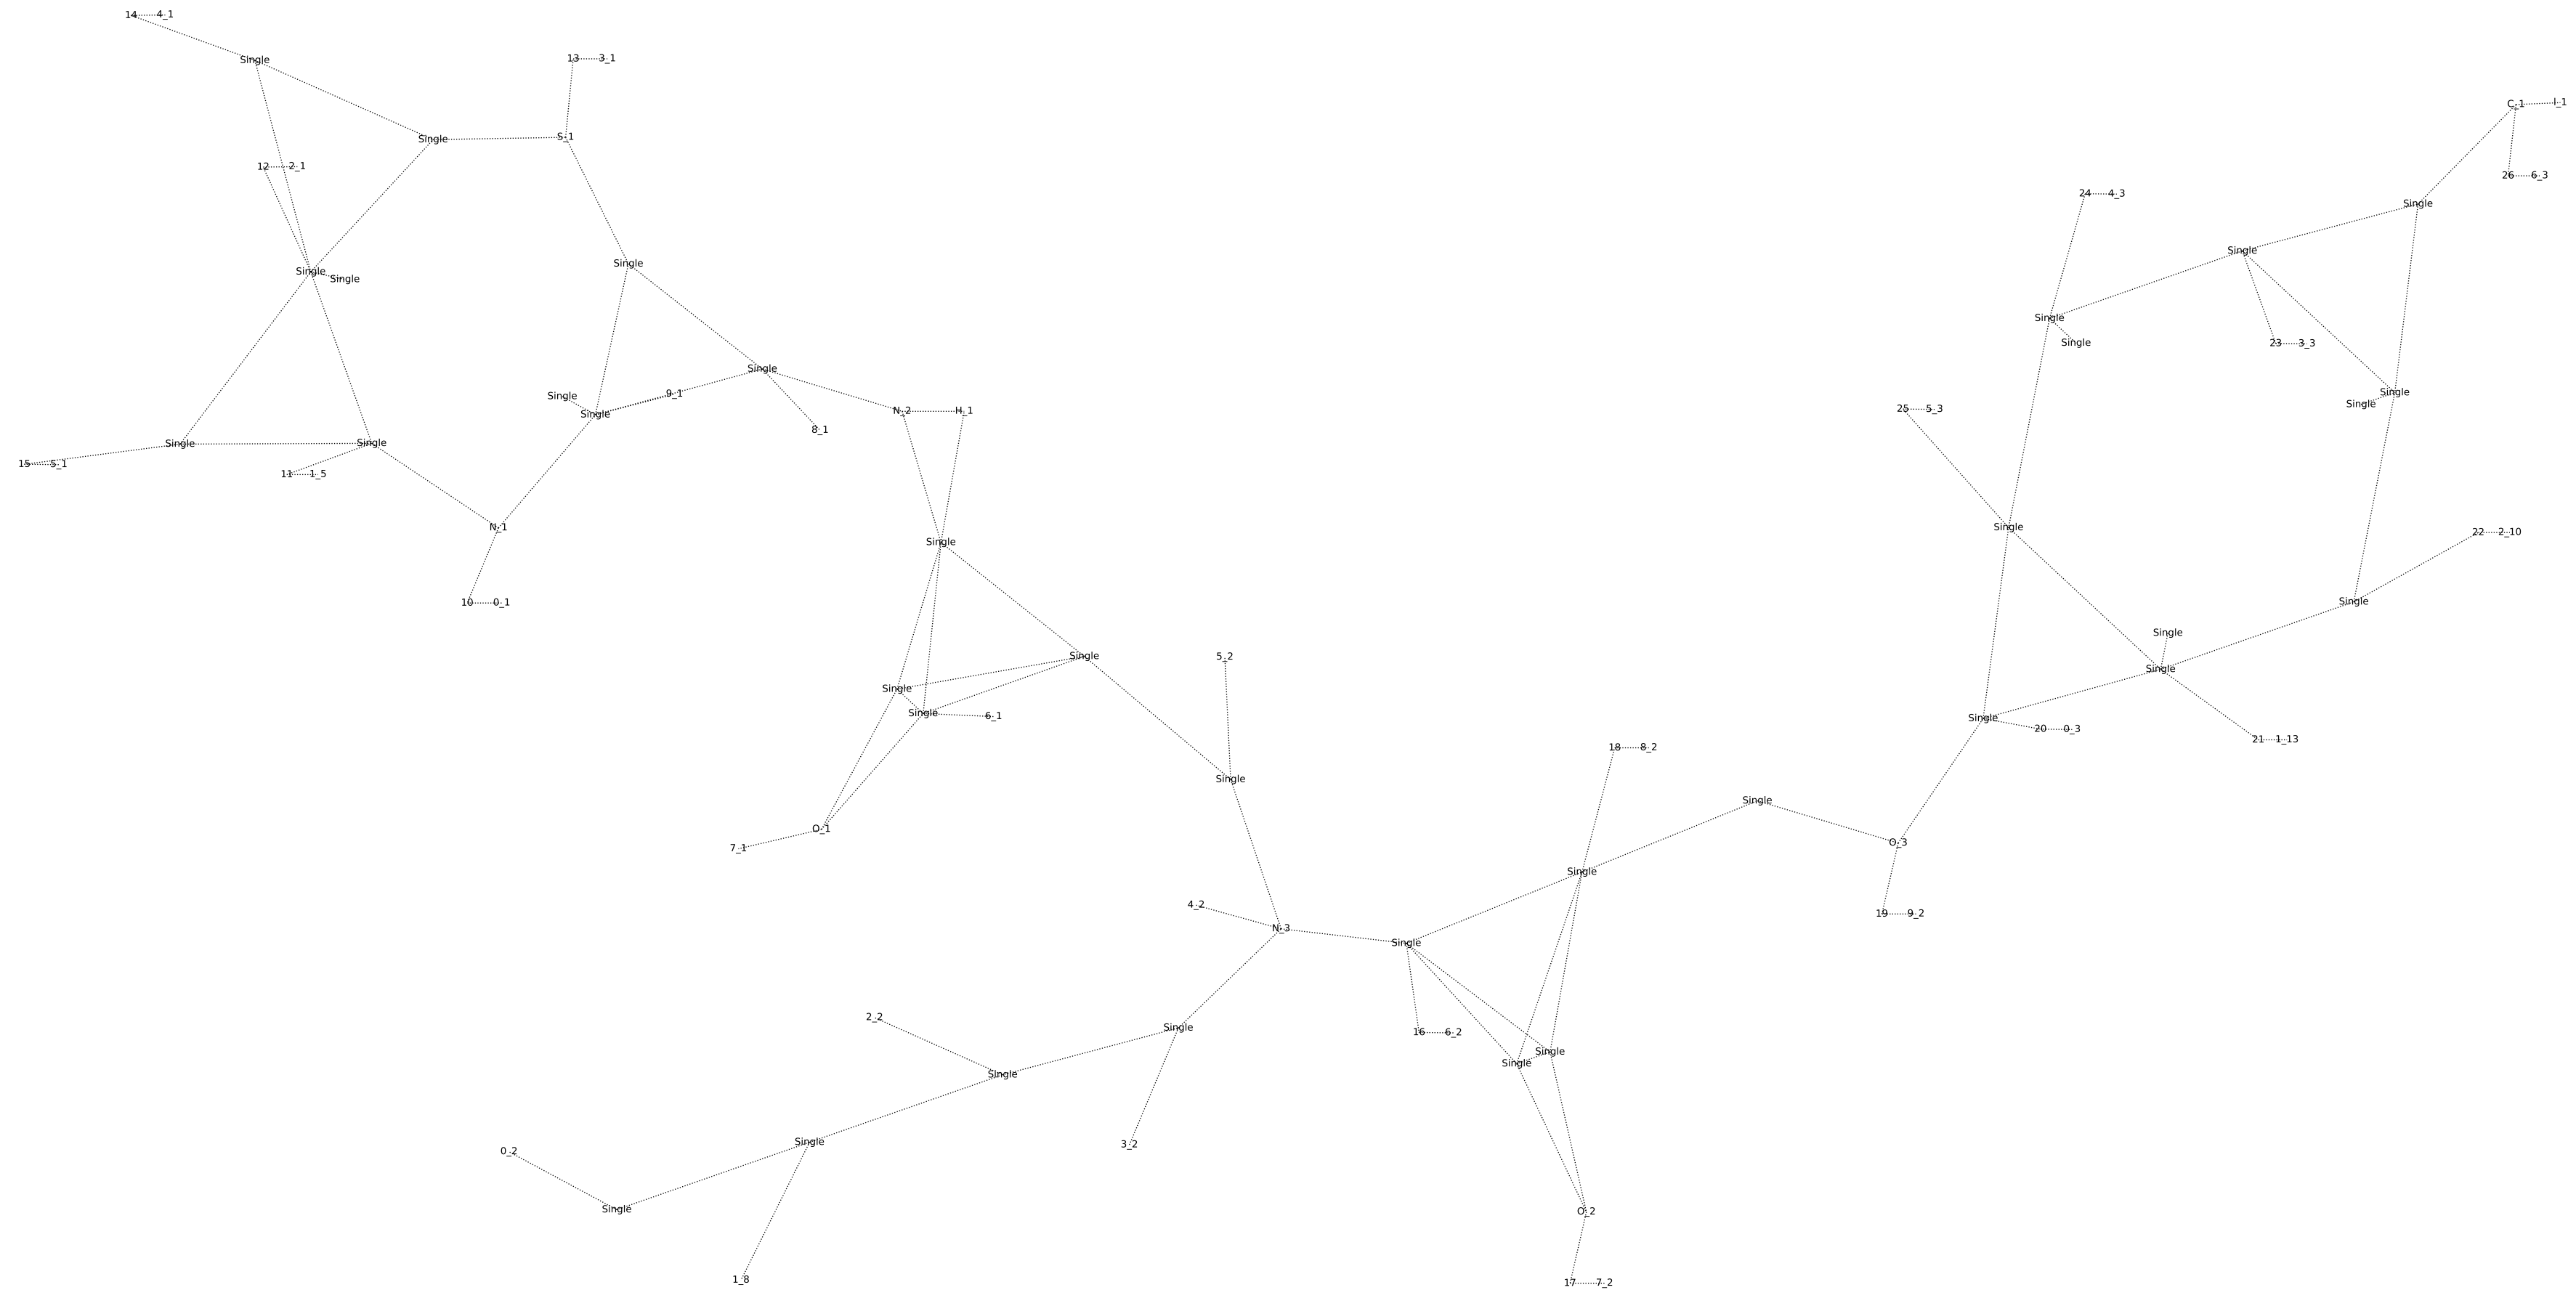 14 4_1
Single
13 3_1
C_1 I_1
Single S_1
12 2_1
26 6_3
24 4_3
Single
Single
Single
Single Single
Single
Single
23 3_3
Single
Single
Single 9_1
Single
Single
25 5_3
Single
N_2 H_1
8_1
Single Single
15 5_1
11 1_5
N_1
Single
22 2_10
Single
10 0_1
Single
Single
Single
5_2
Single
Single
Single 6_1
Single
20 0_3
21 1_13
18 8_2
Single
Single
O_1
O_3
7_1
Single
4_2
19 9_2
N_3
Single
2_2
Single
16 6_2
Single
Single
Single
Single
3_2
0_2
Single
O_2
1_8
17 7_2